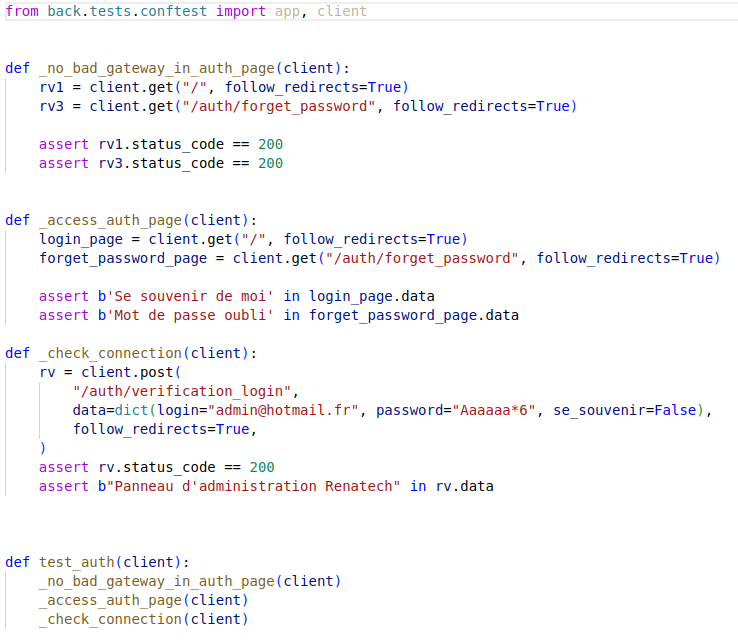 from back.tests.conftest import app, client
def _no_bad_gateway_in_auth_page(client):
    rv1 = client.get("/", follow_redirects=True)
    rv3 = client.get("/auth/forget_password", follow_redirects=True)
    assert rv1.status_code == 200
    assert rv3.status_code == 200
def _access_auth_page(client):
    login_page = client.get("/", follow_redirects=True)
    forget_password_page = client.get("/auth/forget_password", follow_redirects=True)
    assert b'Se souvenir de moi' in login_page.data
    assert b'Mot de passe oubli' in forget_password_page.data
def _check_connection(client):
    rv = client.post(
        "/auth/verification_login",
        data=dict(login="admin@hotmail.fr", password="Aaaaaa*6", se_souvenir=False),
        follow_redirects=True,
    )
    assert rv.status_code == 200
    assert b"Panneau d'administration Renatech" in rv.data
def test_auth(client):
    _no_bad_gateway_in_auth_page(client)
    _access_auth_page(client)
    _check_connection(client)